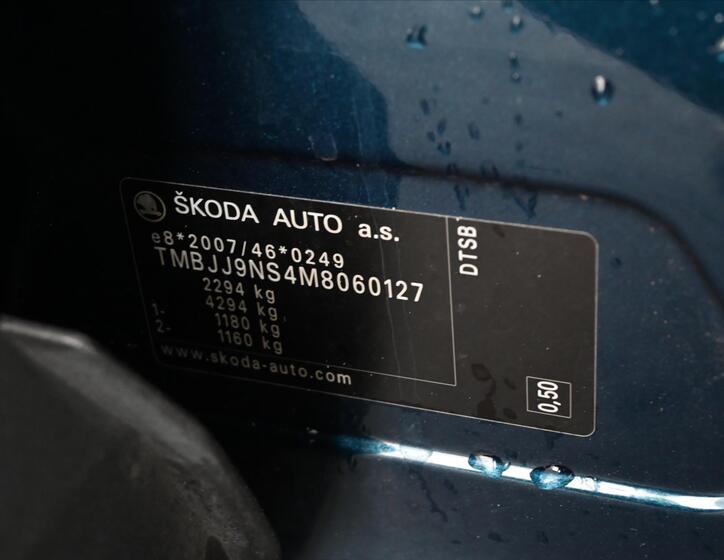 ŠKODA AUTO a.s.
e8*2007/46*0249
TMBJJ9NS4M8060127
2294 kg
4294 kg
1- 1180 kg
2- 1160 kg
www.skoda-auto.com
DTSB
0,50